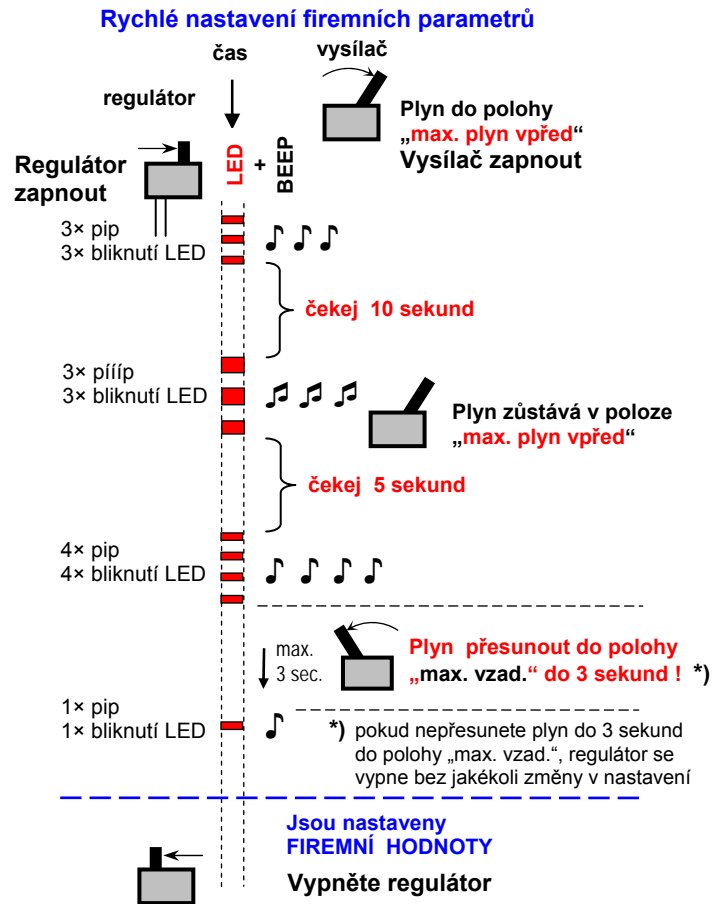 Rychlé nastavení firemních parametrů
čas
vysílač
regulátor
Plyn do polohy
„max. plyn vpřed“
Vysílač zapnout
Regulátor
zapnout
LED
+
BEEP
3× pip
3× bliknutí LED
čekej 10 sekund
3× pííp
3× bliknutí LED
Plyn zůstává v poloze
„max. plyn vpřed“
čekej 5 sekund
4× pip
4× bliknutí LED
max.
3 sec.
Plyn přesunout do polohy
„max. vzad.“ do 3 sekund ! *)
1× pip
1× bliknutí LED
*) pokud nepřesunete plyn do 3 sekund
do polohy „max. vzad.“, regulátor se
vypne bez jakékoli změny v nastavení
Jsou nastaveny
FIREMNÍ HODNOTY
Vypněte regulátor